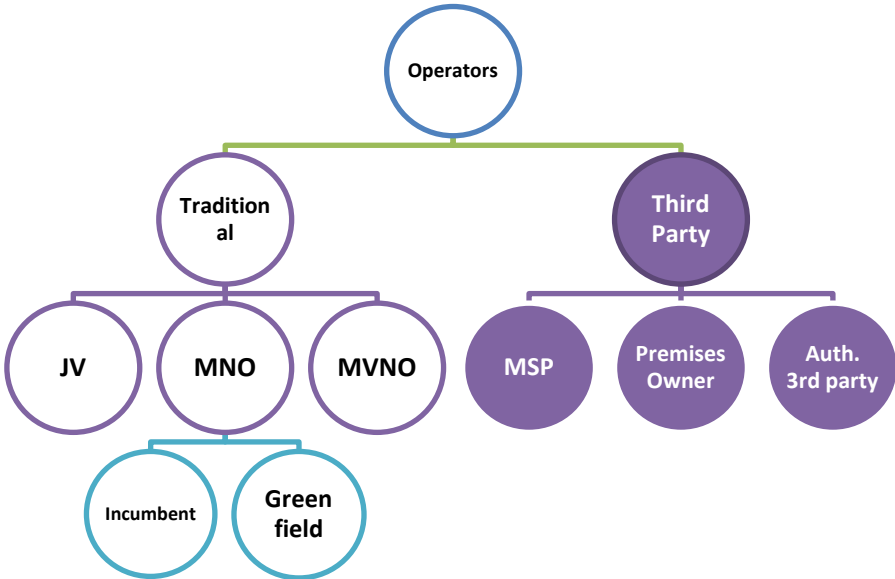 Operators
Tradition
al
Third
Party
JV
MNO
MVNO
MSP
Premises
Owner
Auth.
3rd party
Incumbent
Green
field